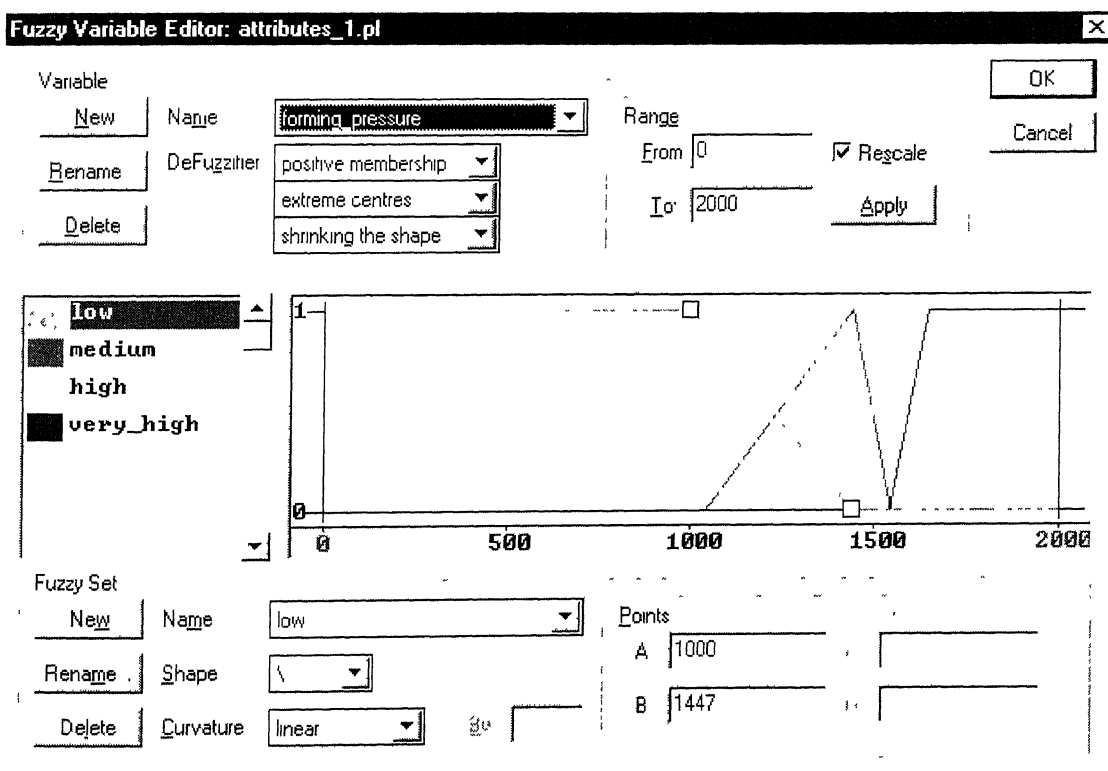 Fuzzy Variable Editor: attributes_1.pl
Variable
New
Name
forming_pressure
Rename
DeFuzzifier
positive membership
extreme centres
Delete
shrinking the shape
Range
From
0
Rescale
To
2000
Apply
OK
Cancel
low
medium
high
very_high
1
0
0 500 1000 1500 2000
Fuzzy Set
New
Name
low
Rename
Shape
\
Delete
Curvature
linear
By
Points
A
1000
B
1447